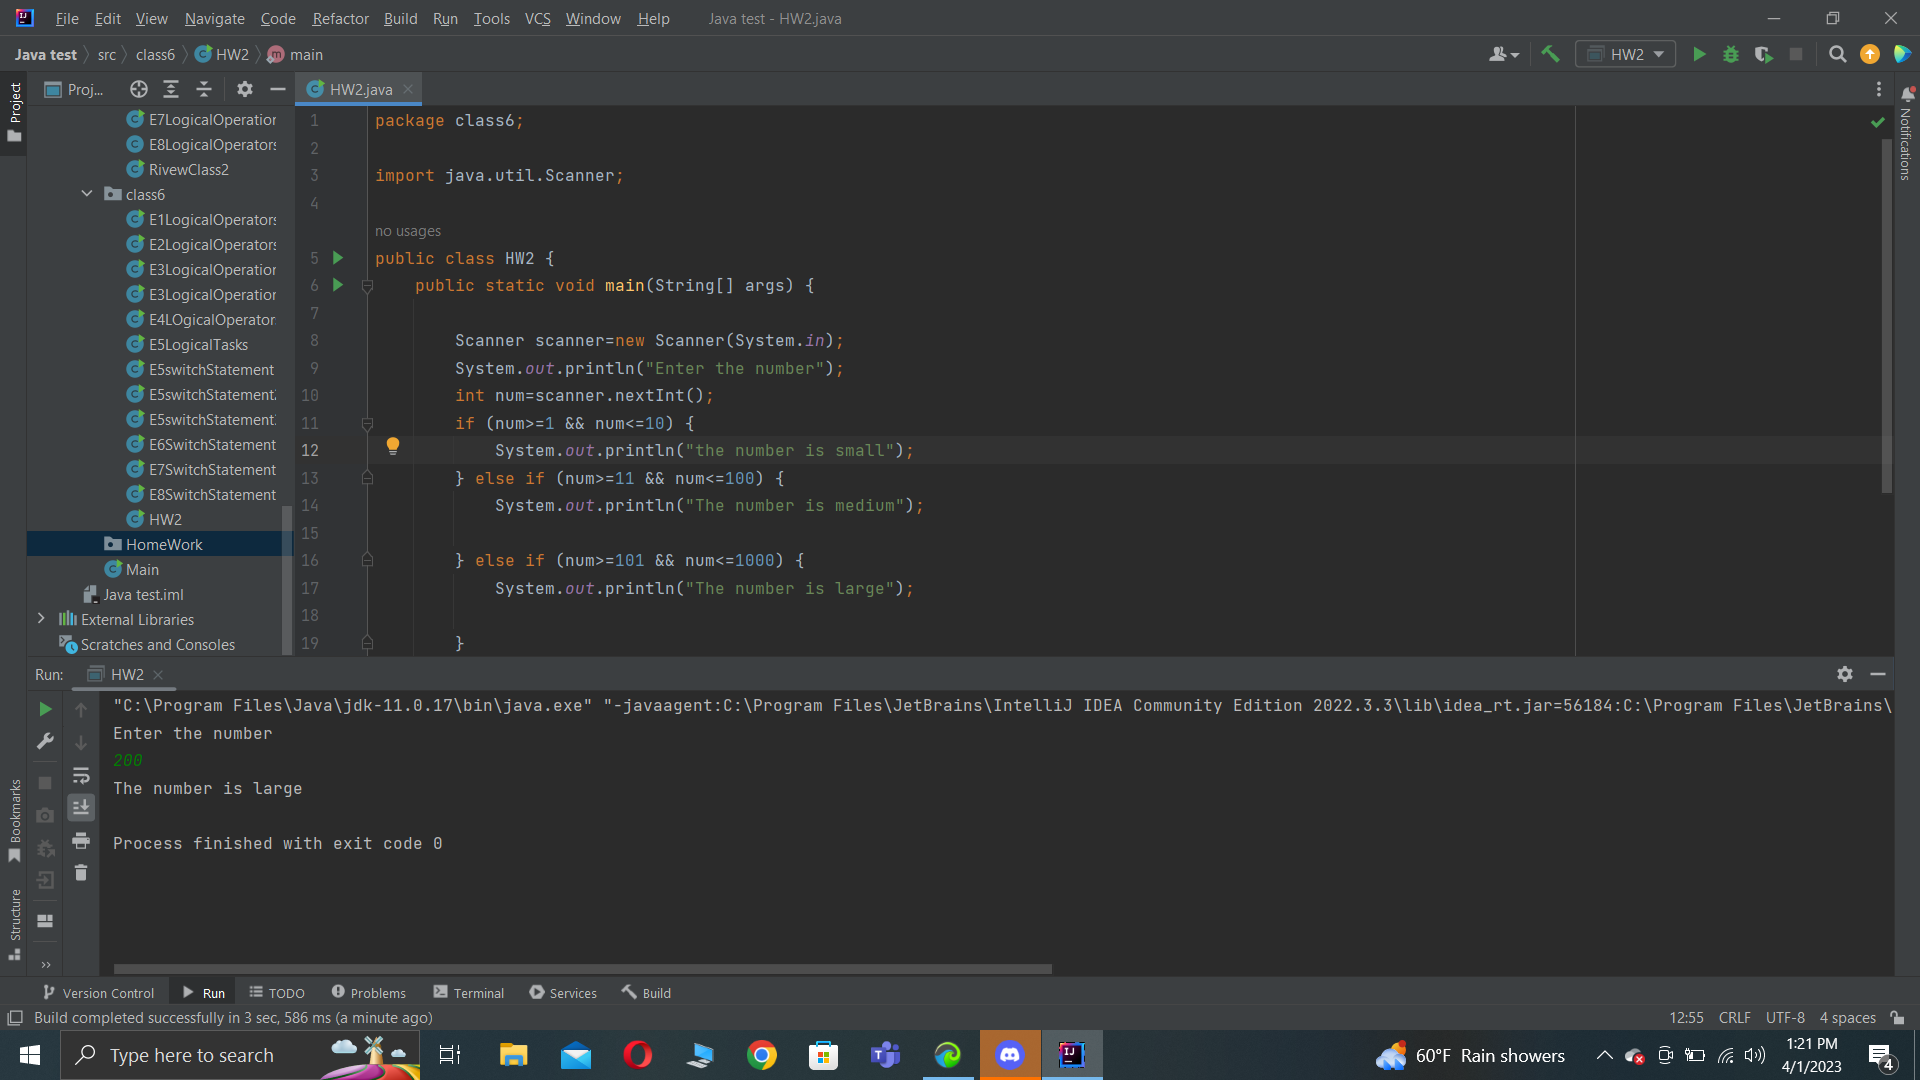 File Edit View Navigate Code Refactor Build Run Tools VCS Window Help Java test - HW2.java
Java test src class6 HW2 main
HW2
Project
Proj...
HW2.java
Notifications
E7LogicalOperation
E8LogicalOperators
RivewClass2
class6
E1LogicalOperators
E2LogicalOperators
E3LogicalOperation
E3LogicalOperation
E4LOgicalOperator
E5LogicalTasks
E5switchStatement
E5switchStatement
E5switchStatement
E6SwitchStatement
E7SwitchStatement
E8SwitchStatement
HW2
HomeWork
Main
Java test.iml
External Libraries
Scratches and Consoles
1 package class6;
2
3 import java.util.Scanner;
4
no usages
5 public class HW2 {
6 public static void main(String[] args) {
7
8 Scanner scanner=new Scanner(System.in);
9 System.out.println("Enter the number");
10 int num=scanner.nextInt();
11 if (num>=1 && num<=10) {
12 System.out.println("the number is small");
13 } else if (num>=11 && num<=100) {
14 System.out.println("The number is medium");
15
16 } else if (num>=101 && num<=1000) {
17 System.out.println("The number is large");
18
19 }
Run: HW2
"C:\Program Files\Java\jdk-11.0.17\bin\java.exe" "-javaagent:C:\Program Files\JetBrains\IntelliJ IDEA Community Edition 2022.3.3\lib\idea_rt.jar=56184:C:\Program Files\JetBrains\
Enter the number
200
The number is large
Process finished with exit code 0
Bookmarks
Structure
Version Control Run TODO Problems Terminal Services Build
Build completed successfully in 3 sec, 586 ms (a minute ago)
12:55 CRLF UTF-8 4 spaces
Type here to search
60°F Rain showers
1:21 PM
4/1/2023
4